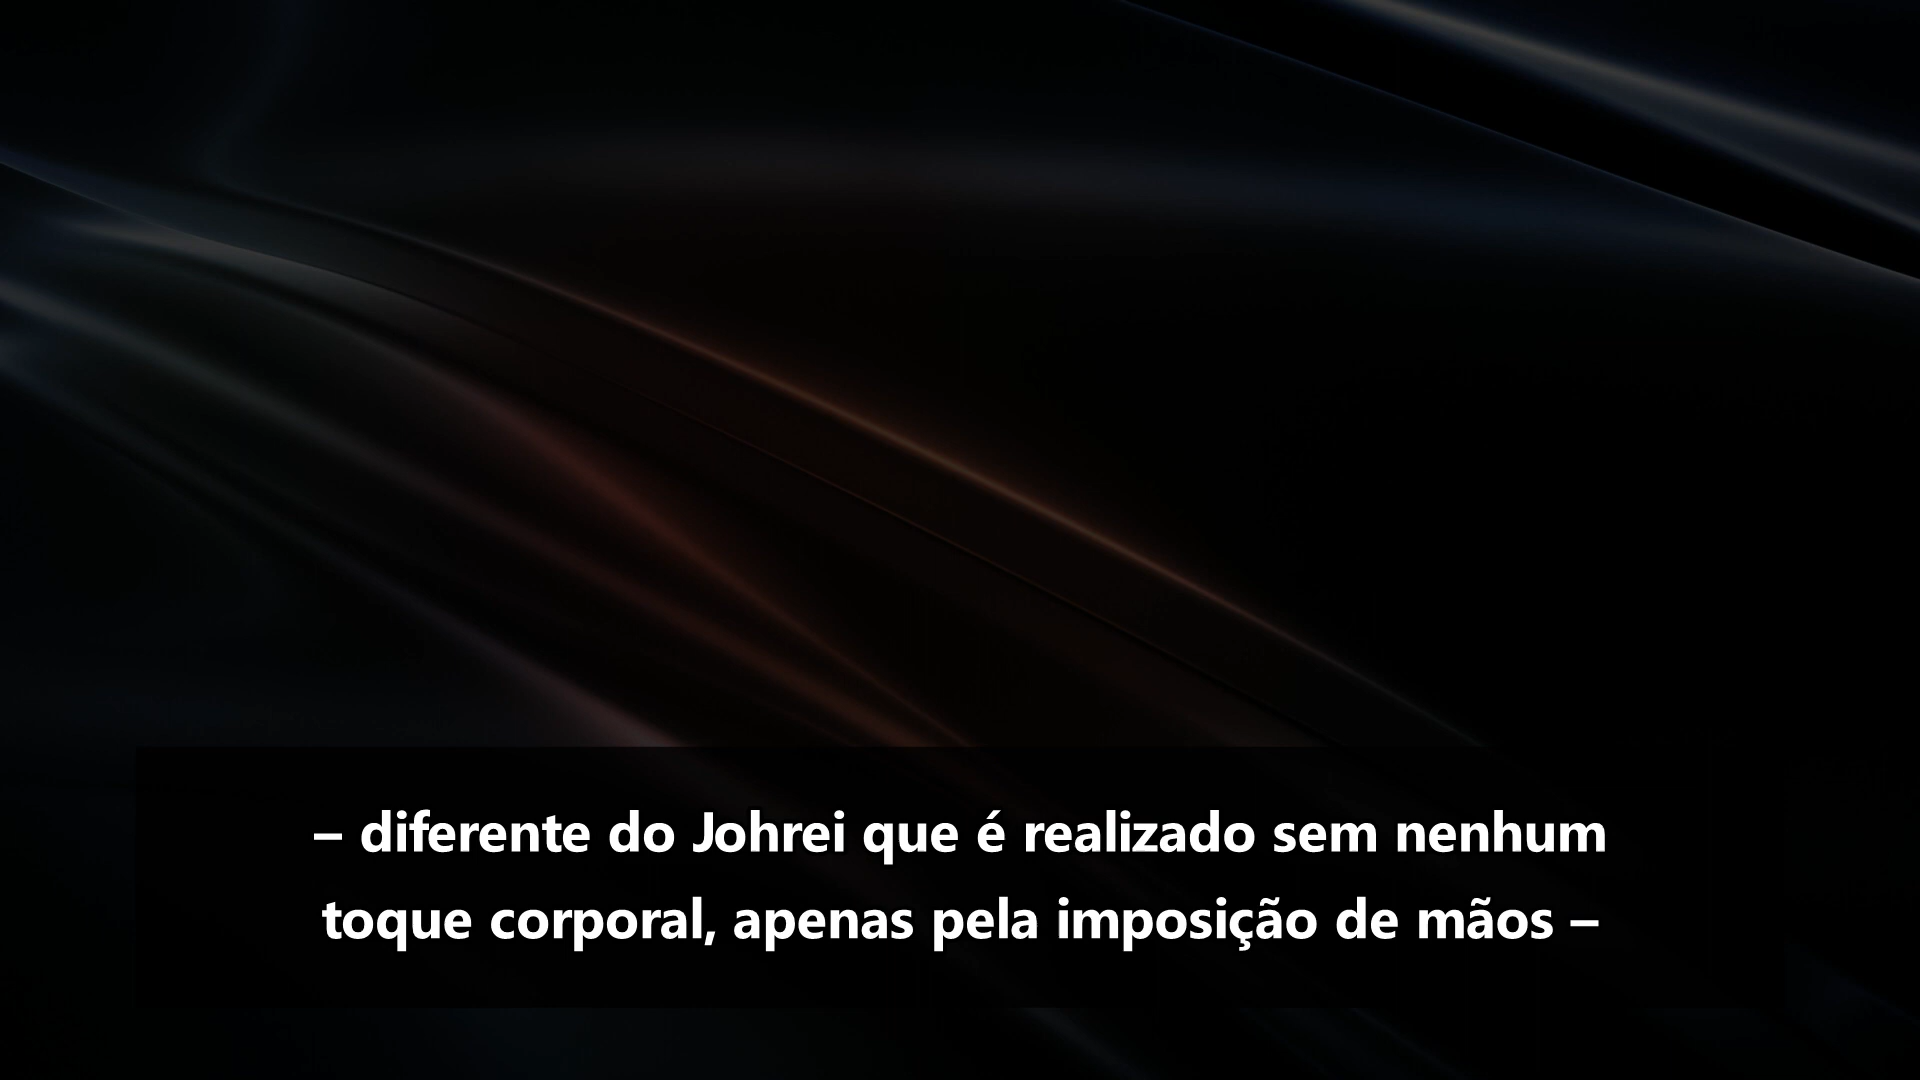 – diferente do Johrei que é realizado sem nenhum
toque corporal, apenas pela imposição de mãos –